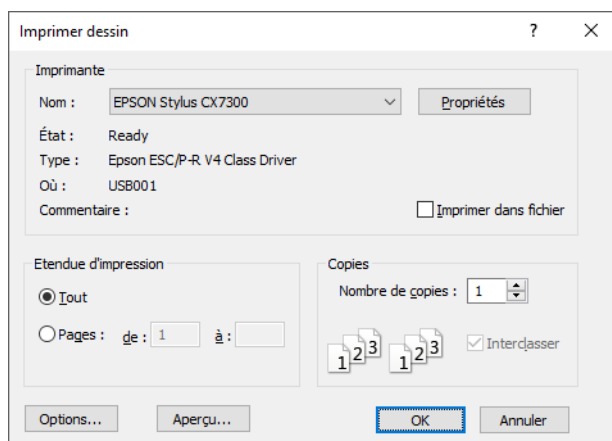 Imprimer dessin ? ×
Imprimante
Nom : EPSON Stylus CX7300 Propriétés
État : Ready
Type : Epson ESC/P-R V4 Class Driver
Où : USB001
Commentaire : Imprimer dans fichier
Etendue d'impression
Tout
Pages : de : 1 à :
Copies
Nombre de copies : 1
1 2 3 1 2 3 Interclasser
Options... Aperçu... OK Annuler